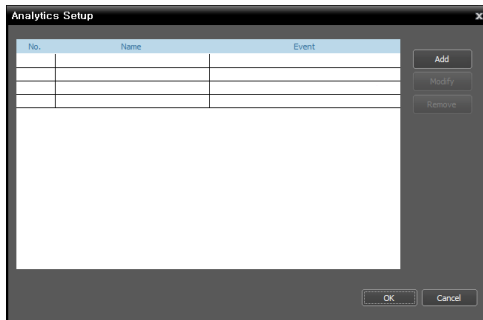 Analytics Setup x
No. Name Event
Add
Modify
Remove
OK Cancel